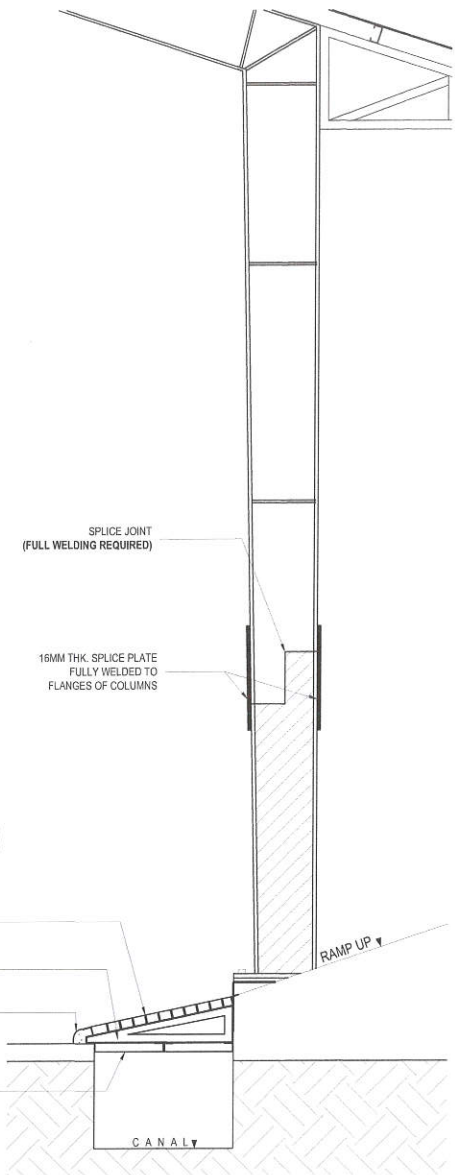 SPLICE JOINT
(FULL WELDING REQUIRED)
16MM THK. SPLICE PLATE
FULLY WELDED TO
FLANGES OF COLUMNS
RAMP UP
CANAL